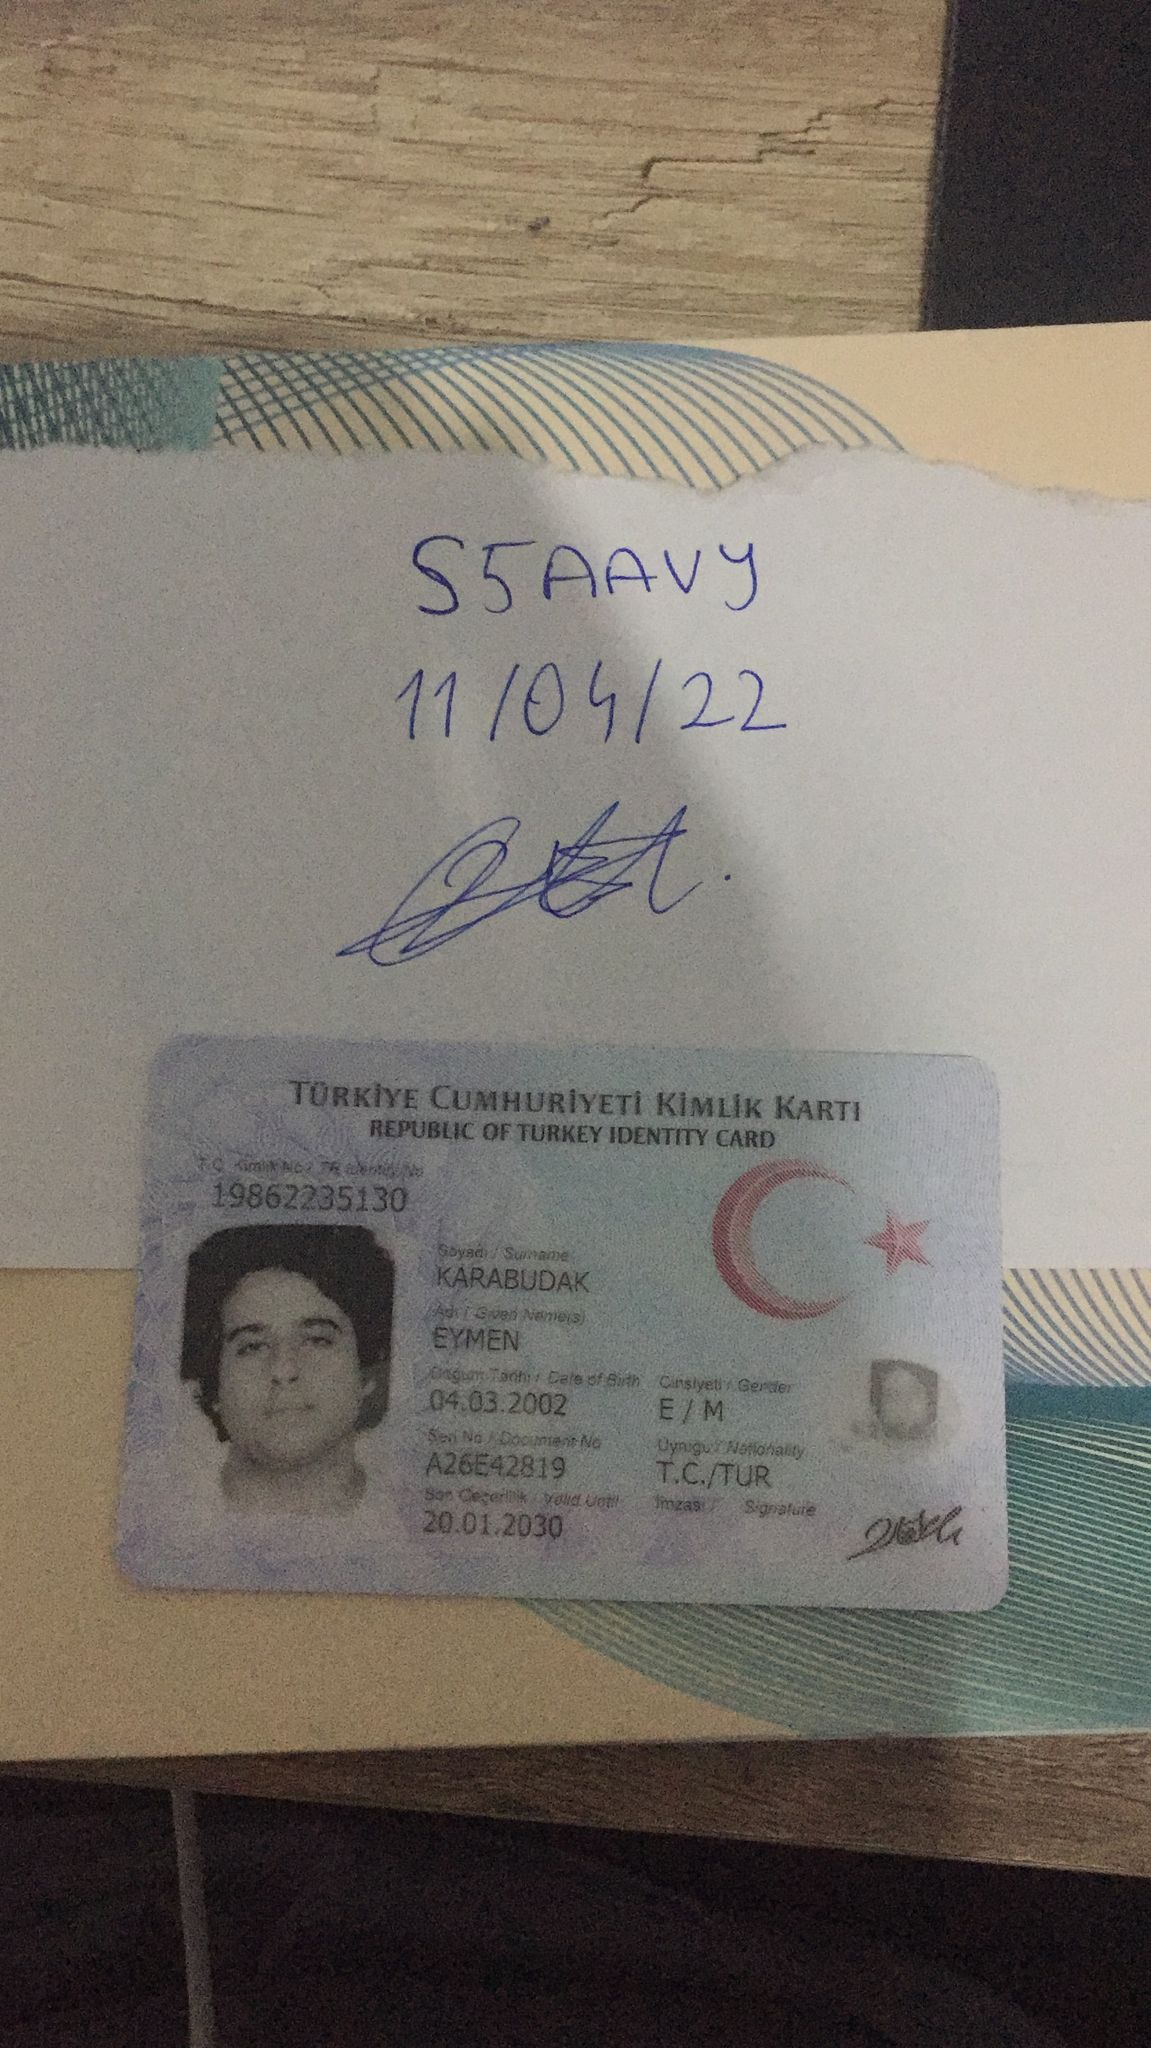 S5AAVY
11/04/22
TÜRKİYE CUMHURİYETİ KİMLİK KARTI
REPUBLIC OF TURKEY IDENTITY CARD
T.C. Kimlik No / TR Identity No
19862235130
Soyadı / Surname
KARABUDAK
Adı / Given Name(s)
EYMEN
Doğum Tarihi / Date of Birth Cinsiyeti / Gender
04.03.2002 E / M
Seri No / Document No Uyruğu / Nationality
A26E42819 T.C./TUR
Son Geçerlilik / Valid Until İmzası / Signature
20.01.2030